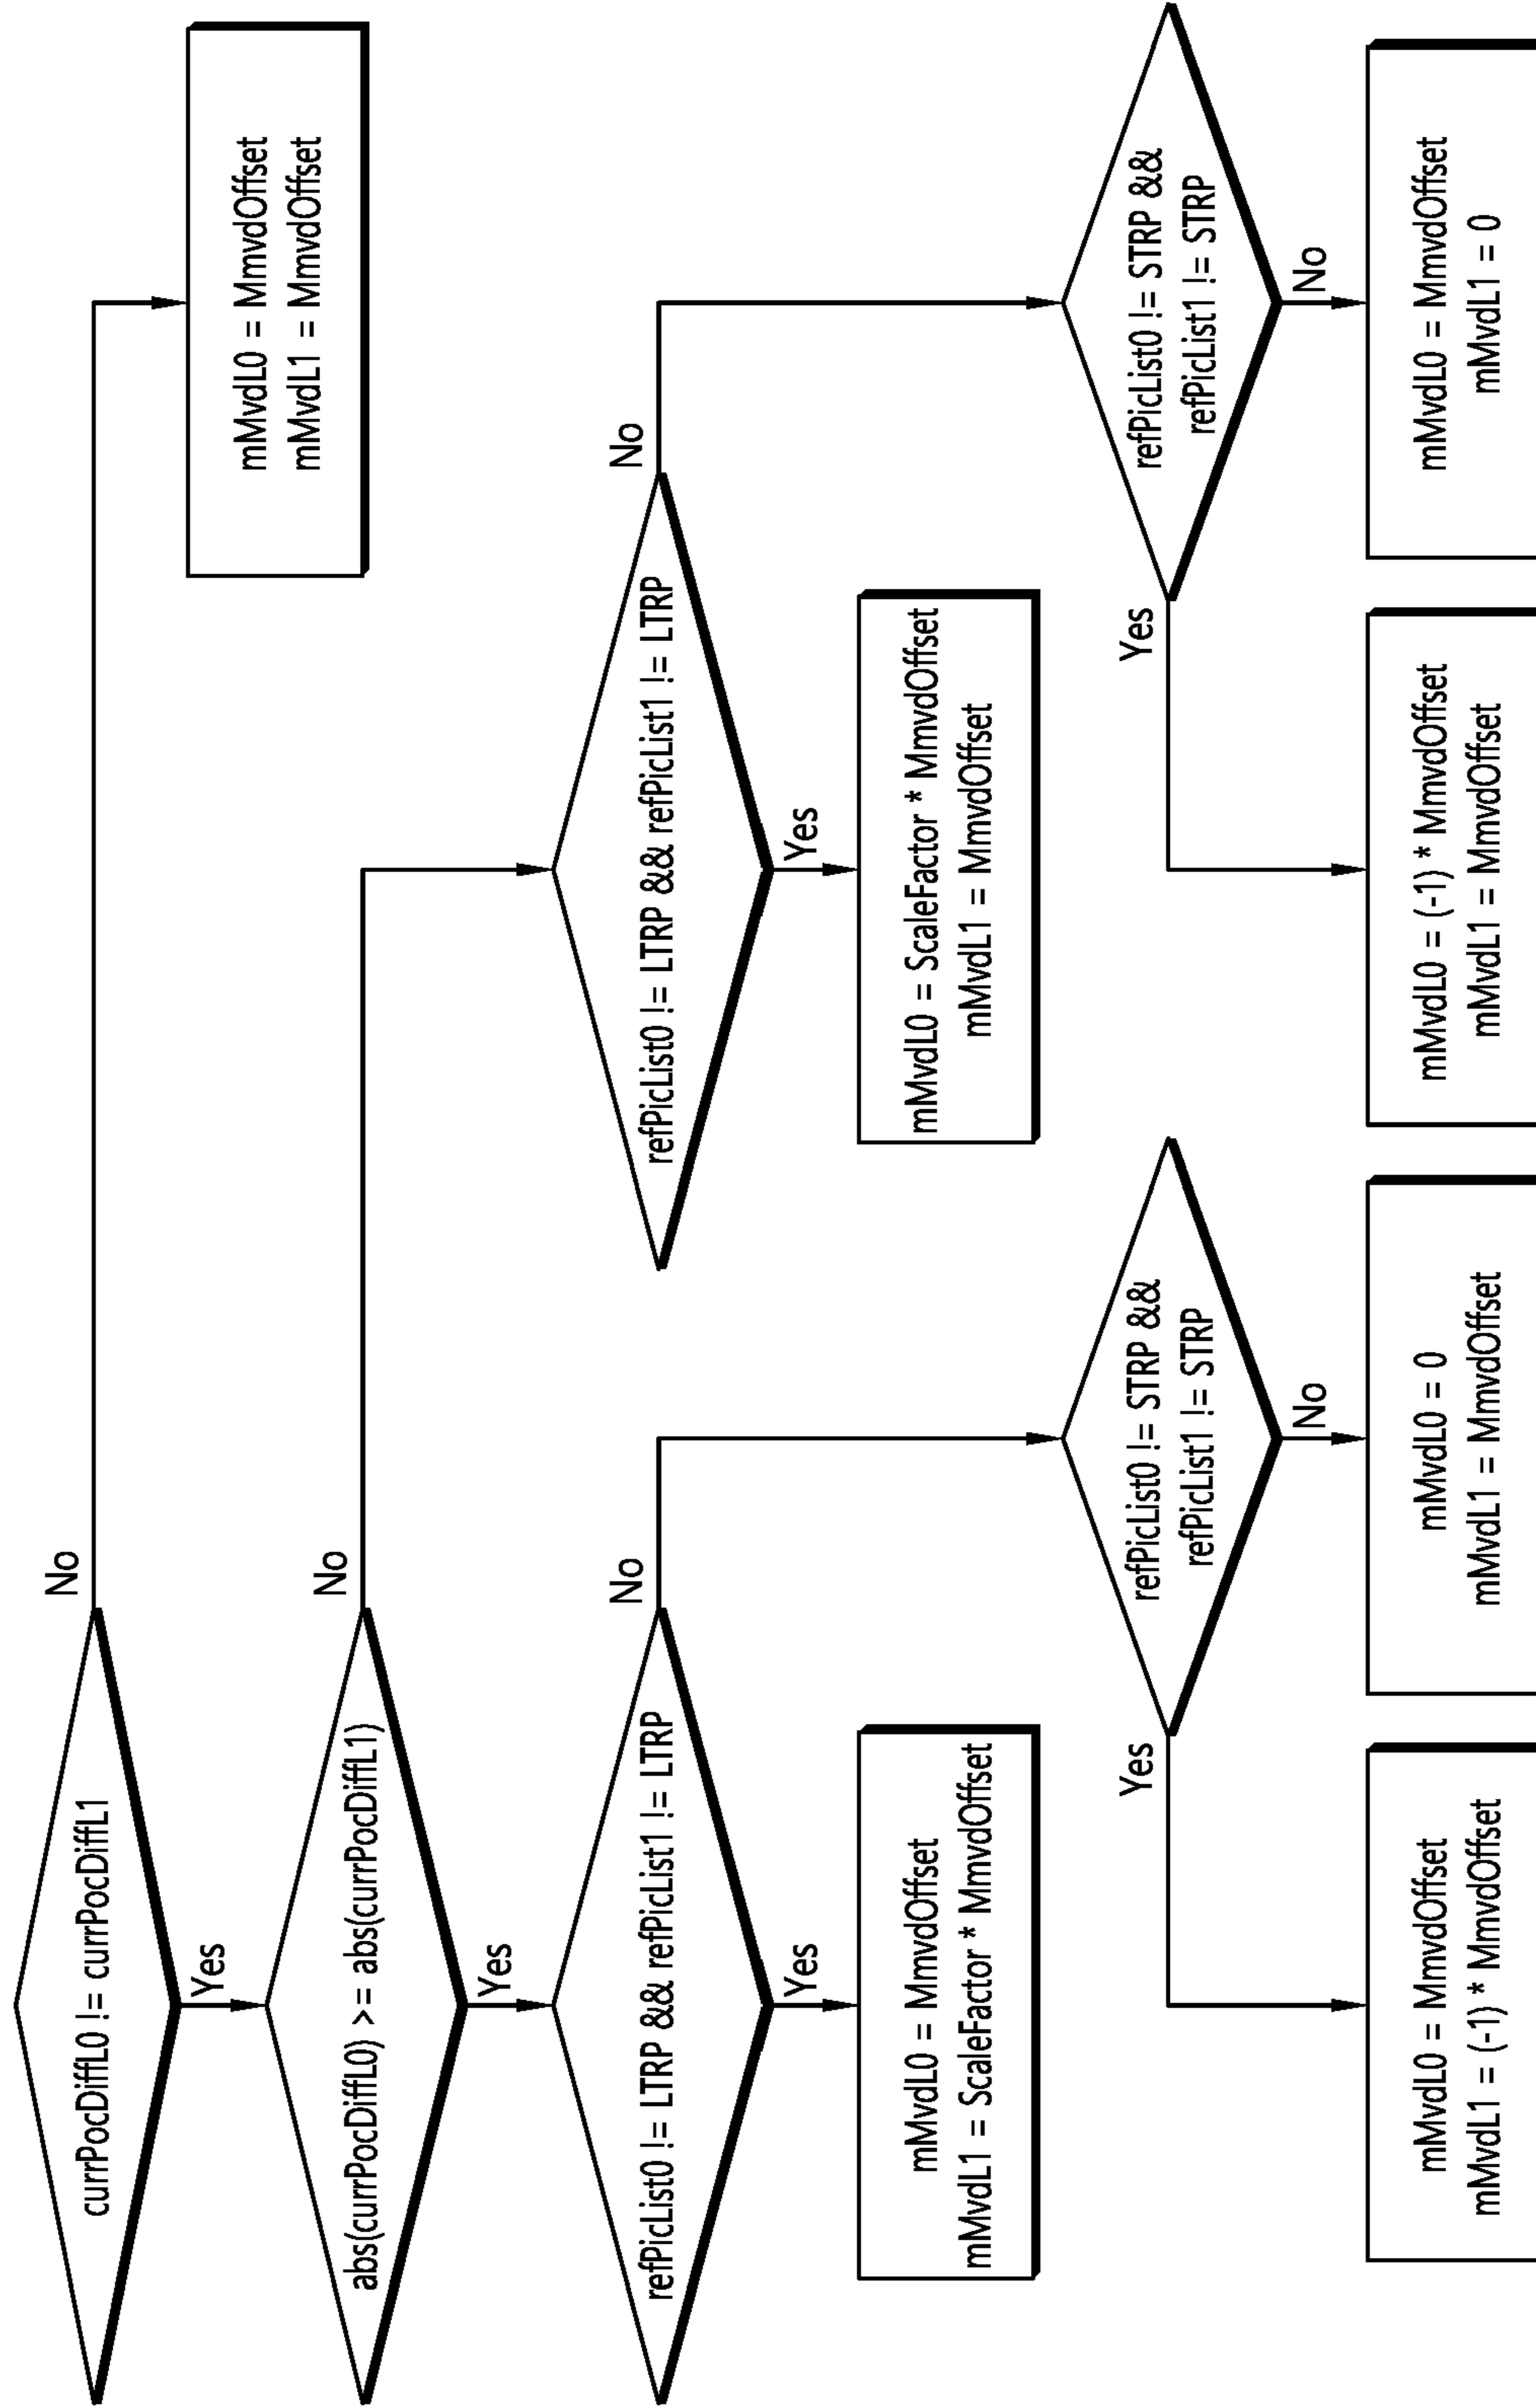 currPocDiffL0 != currPocDiffL1
No
Yes
mMvdL0 = MmvdOffset
mMvdL1 = MmvdOffset
abs(currPocDiffL0) >= abs(currPocDiffL1)
No
Yes
refPicList0 != LTRP && refPicList1 != LTRP
No
Yes
refPicList0 != LTRP && refPicList1 != LTRP
No
Yes
mMvdL0 = MmvdOffset
mMvdL1 = ScaleFactor * MmvdOffset
mMvdL0 = ScaleFactor * MmvdOffset
mMvdL1 = MmvdOffset
Yes
refPicList0 != STRP &&
refPicList1 != STRP
No
Yes
refPicList0 != STRP &&
refPicList1 != STRP
No
mMvdL0 = MmvdOffset
mMvdL1 = (-1) * MmvdOffset
mMvdL0 = 0
mMvdL1 = MmvdOffset
mMvdL0 = (-1) * MmvdOffset
mMvdL1 = MmvdOffset
mMvdL0 = MmvdOffset
mMvdL1 = 0